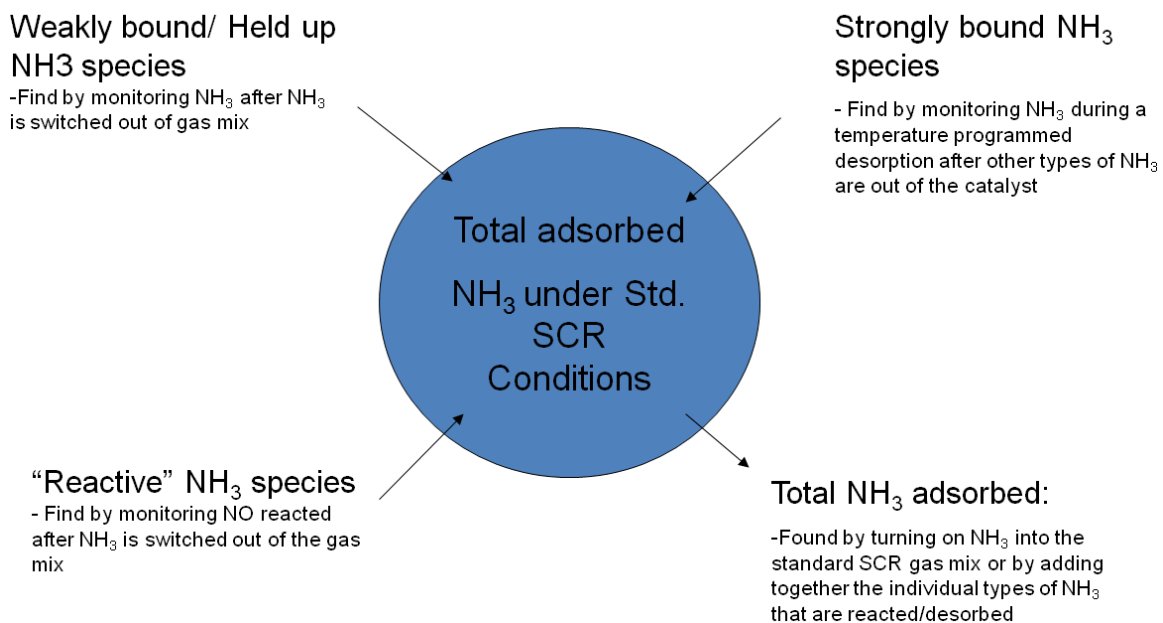 Weakly bound/ Held up
NH3 species
-Find by monitoring NH₃ after NH₃
is switched out of gas mix
Strongly bound NH₃
species
- Find by monitoring NH₃ during a
temperature programmed
desorption after other types of NH₃
are out of the catalyst
Total adsorbed
NH₃ under Std.
SCR
Conditions
“Reactive” NH₃ species
- Find by monitoring NO reacted
after NH₃ is switched out of the gas
mix
Total NH₃ adsorbed:
-Found by turning on NH₃ into the
standard SCR gas mix or by adding
together the individual types of NH₃
that are reacted/desorbed